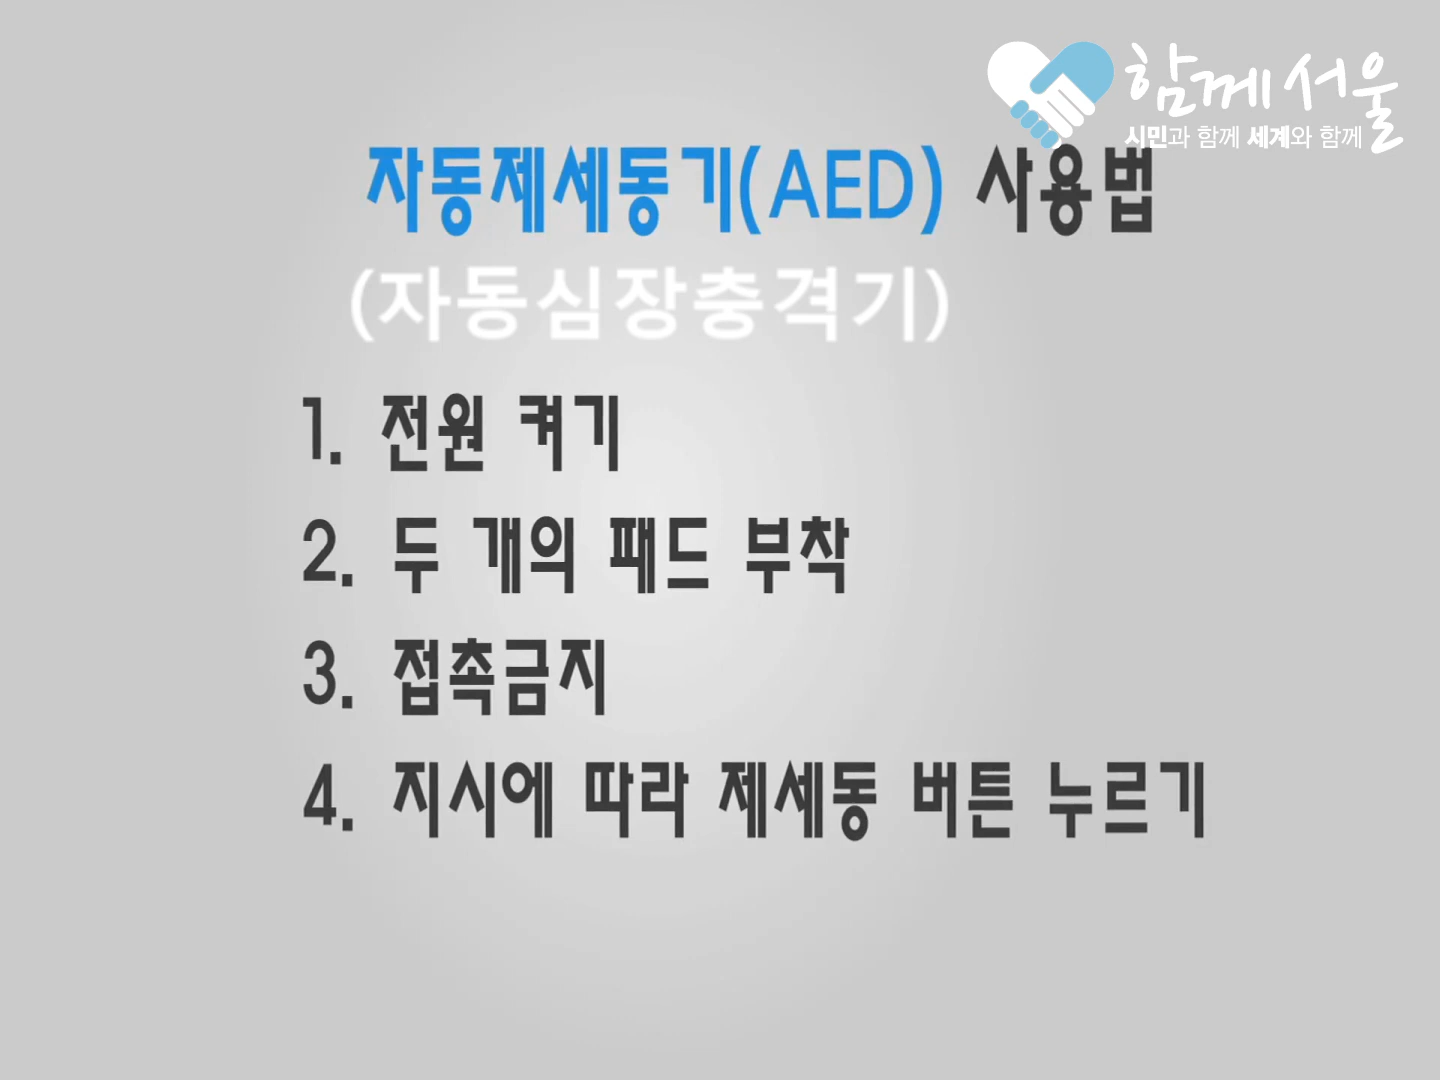 함께 서울
시민과 함께 세계와 함께
자동제세동기(AED) 사용법
(자동심장충격기)
1. 전원 켜기
2. 두 개의 패드 부착
3. 접촉금지
4. 지시에 따라 제세동 버튼 누르기